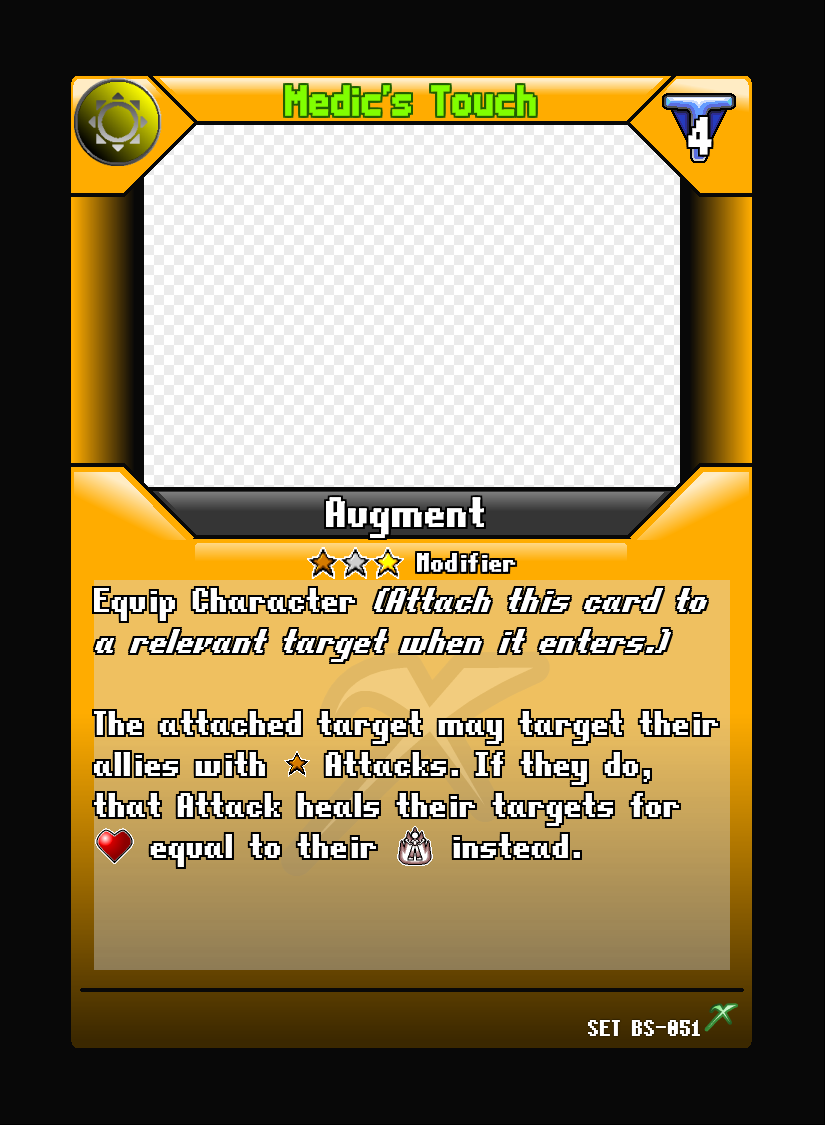 Medic's Touch
4
Augment
Modifier
Equip Character (Attach this card to
a relevant target when it enters.)
The attached target may target their
allies with Attacks. If they do,
that Attack heals their targets for
equal to their instead.
SET BS-051